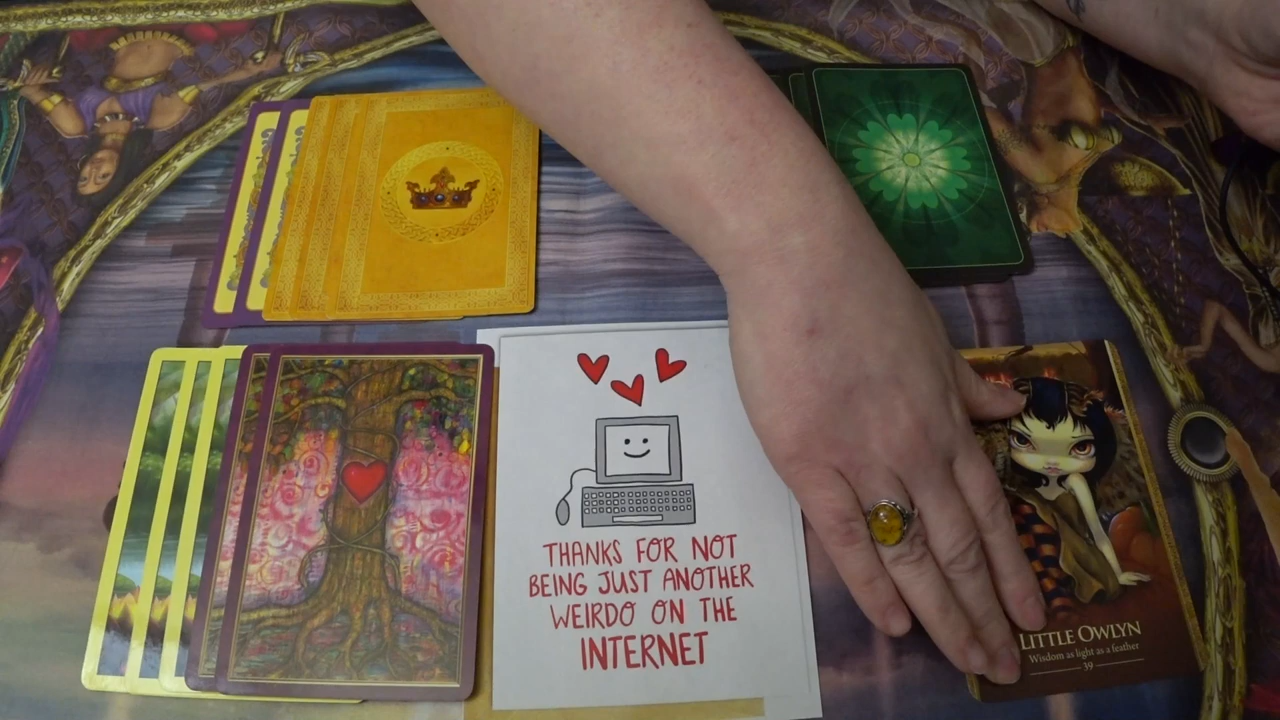 THANKS FOR NOT
BEING JUST ANOTHER
WEIRDO ON THE
INTERNET
LITTLE OWLYN
Wisdom as light as a feather
39